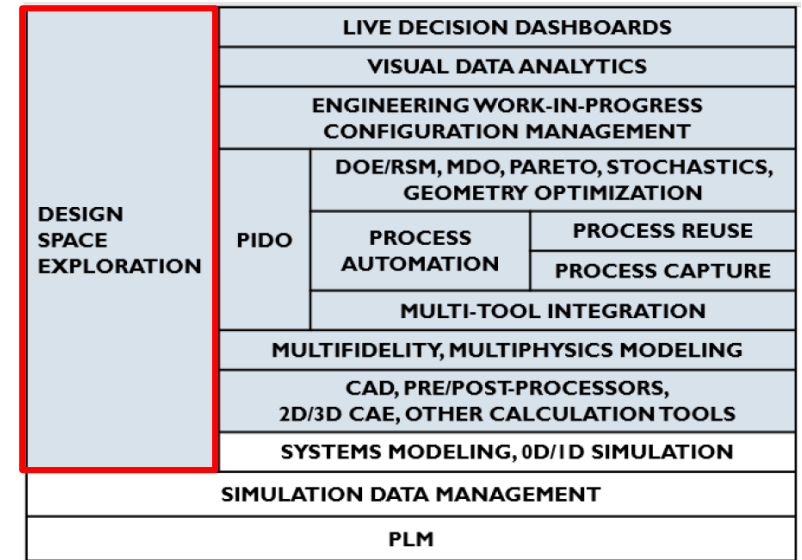 LIVE DECISION DASHBOARDS
VISUAL DATA ANALYTICS
ENGINEERING WORK-IN-PROGRESS
CONFIGURATION MANAGEMENT
DOE/RSM, MDO, PARETO, STOCHASTICS,
GEOMETRY OPTIMIZATION
DESIGN
SPACE
EXPLORATION
PIDO
PROCESS
AUTOMATION
PROCESS REUSE
PROCESS CAPTURE
MULTI-TOOL INTEGRATION
MULTIFIDELITY, MULTIPHYSICS MODELING
CAD, PRE/POST-PROCESSORS,
2D/3D CAE, OTHER CALCULATION TOOLS
SYSTEMS MODELING, 0D/1D SIMULATION
SIMULATION DATA MANAGEMENT
PLM